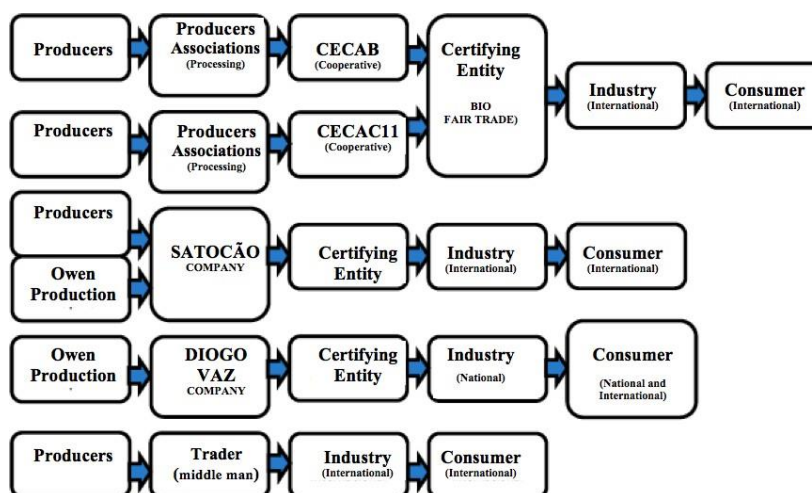 Producers
Producers
Associations
(Processing)
CECAB
(Cooperative)
Certifying
Entity
BIO
FAIR TRADE)
Industry
(International)
Consumer
(International)
Producers
Producers
Associations
(Processing)
CECAC11
(Cooperative)
Producers
Owen
Production
SATOCÃO
COMPANY
Certifying
Entity
Industry
(International)
Consumer
(International)
Owen
Production
DIOGO
VAZ
COMPANY
Certifying
Entity
Industry
(National)
Consumer
(National and
International)
Producers
Trader
(middle man)
Industry
(International)
Consumer
(International)